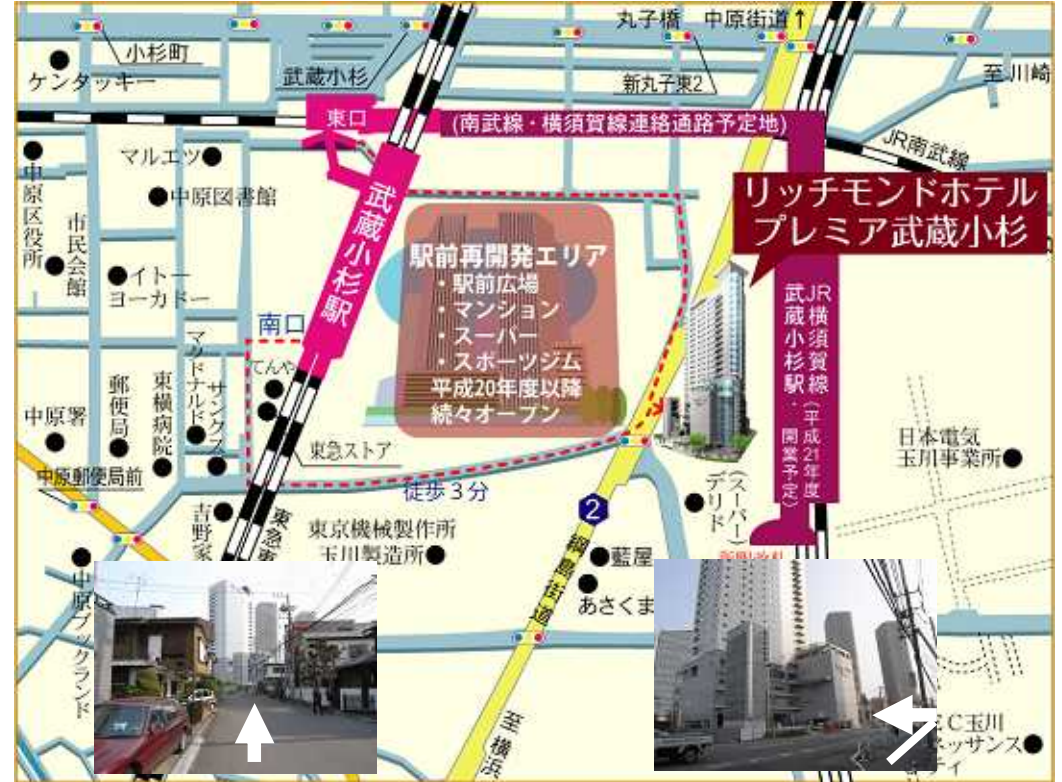 丸子橋
中原街道↑
小杉町
ケンタッキー
武蔵小杉
新丸子東2
至川崎
東口
(南武線・横須賀線連絡通路予定地)
JR南武線
マルエツ
中原図書館
中原区役所
市民会館
イトー
ヨーカドー
武蔵小杉駅
リッチモンドホテル
プレミア武蔵小杉
駅前再開発エリア
・駅前広場
・マンション
・スーパー
・スポーツジム
平成20年度以降
続々オープン
南口
てんや
マクドナルド
サンクス
東横病院
郵便局
中原署
中原郵便局前
東急ストア
徒歩3分
JR横須賀線
武蔵小杉駅
(平成21年度
・開業予定)
日本電気
玉川事業所
(スーパー)
デリド
2
綱島街道
吉野家
東急東
東京機械製作所
玉川製造所
藍屋
あさくま
中原ブックランド
至横浜
EC玉川
ネッサンス
ティ